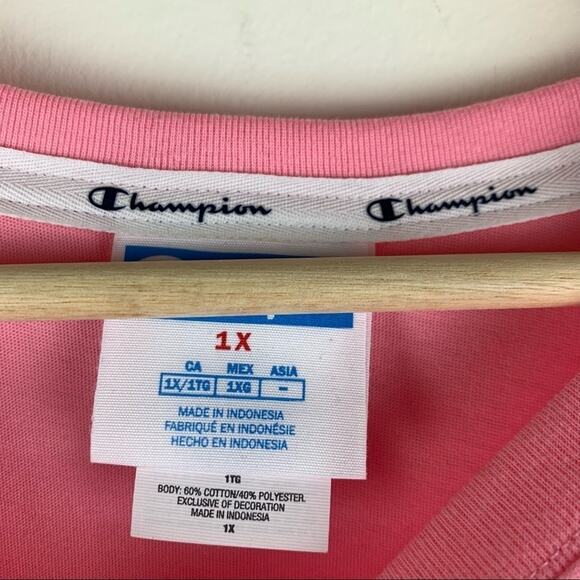 Champion Champion
1X
CA MEX ASIA
1X/1TG 1XG –
MADE IN INDONESIA
FABRIQUÉ EN INDONÉSIE
HECHO EN INDONESIA
1TG
BODY: 60% COTTON/40% POLYESTER.
EXCLUSIVE OF DECORATION
MADE IN INDONESIA
1X